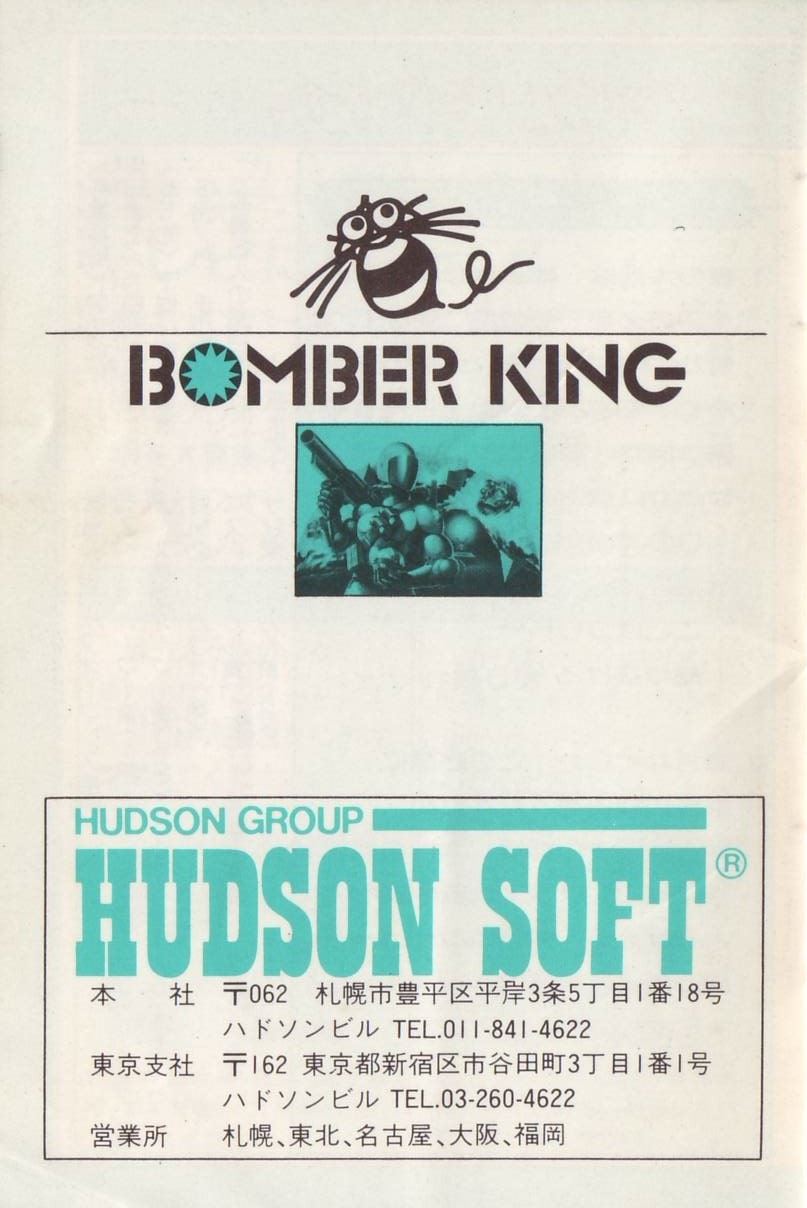 BOMBER KING
HUDSON GROUP
HUDSON SOFT®
本 社 〒062 札幌市豊平区平岸3条5丁目1番18号
ハドソンビル TEL.011-841-4622
東京支社 〒162 東京都新宿区市谷田町3丁目1番1号
ハドソンビル TEL.03-260-4622
営業所 札幌、東北、名古屋、大阪、福岡